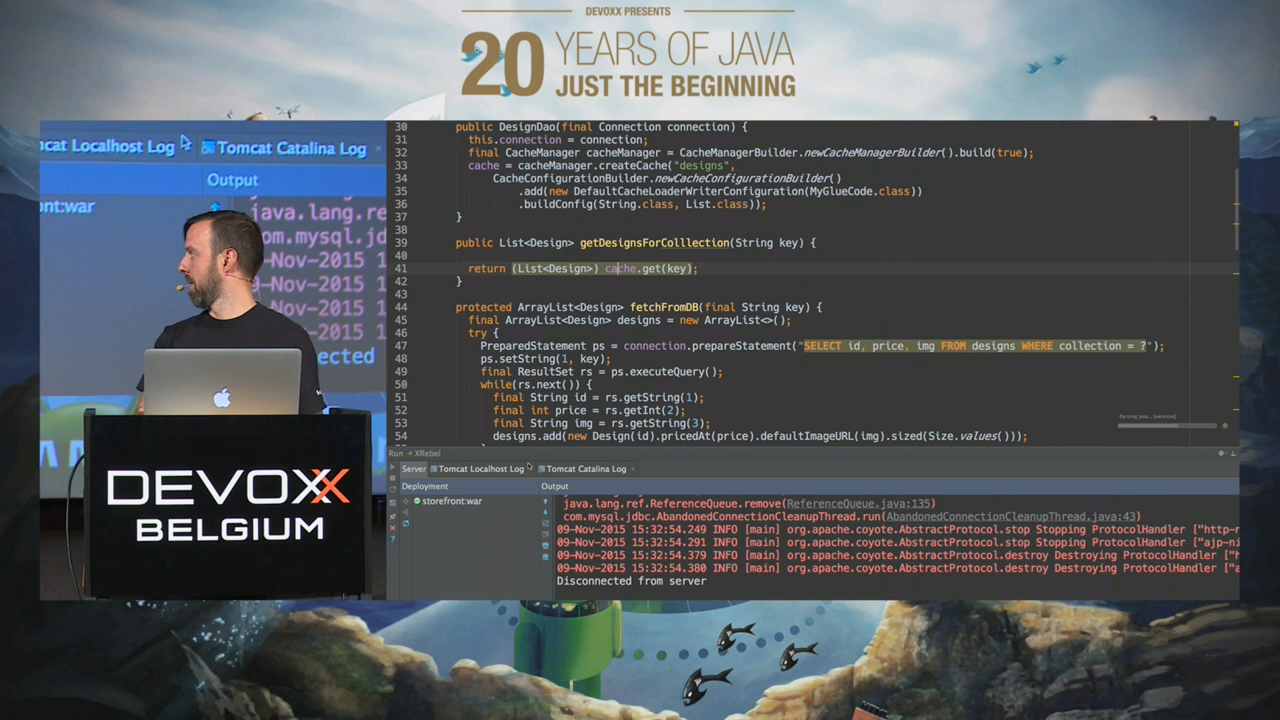 DEVOXX PRESENTS
20 YEARS OF JAVA
JUST THE BEGINNING
cat Localhost Log
Tomcat Catalina Log
Output
ont:war
java.lang.ref
com.mysql.jd
-Nov-2015 1
-Nov-2015 1
-Nov-2015 1
-Nov-2015 1
nected
DEVOXX
BELGIUM
30 public DesignDao(final Connection connection) {
31 this.connection = connection;
32 final CacheManager cacheManager = CacheManagerBuilder.newCacheManagerBuilder().build(true);
33 cache = cacheManager.createCache("designs",
34 CacheConfigurationBuilder.newCacheConfigurationBuilder()
35 .add(new DefaultCacheLoaderWriterConfiguration(MyGlueCode.class))
36 .buildConfig(String.class, List.class));
37 }
38
39 public List<Design> getDesignsForColllection(String key) {
40
41 return (List<Design>) cache.get(key);
42 }
43
44 protected ArrayList<Design> fetchFromDB(final String key) {
45 final ArrayList<Design> designs = new ArrayList<>();
46 try {
47 PreparedStatement ps = connection.prepareStatement("SELECT id, price, img FROM designs WHERE collection = ?");
48 ps.setString(1, key);
49 final ResultSet rs = ps.executeQuery();
50 while(rs.next()) {
51 final String id = rs.getString(1);
52 final int price = rs.getInt(2);
53 final String img = rs.getString(3);
54 designs.add(new Design(id).pricedAt(price).defaultImageURL(img).sized(Size.values()));
Parsing java... [services]
Run XRebel
Server Tomcat Localhost Log Tomcat Catalina Log
Deployment Output
storefront:war
java.lang.ref.ReferenceQueue.remove(ReferenceQueue.java:135)
com.mysql.jdbc.AbandonedConnectionCleanupThread.run(AbandonedConnectionCleanupThread.java:43)
09-Nov-2015 15:32:54.249 INFO [main] org.apache.coyote.AbstractProtocol.stop Stopping ProtocolHandler ["http-n
09-Nov-2015 15:32:54.291 INFO [main] org.apache.coyote.AbstractProtocol.stop Stopping ProtocolHandler ["ajp-ni
09-Nov-2015 15:32:54.379 INFO [main] org.apache.coyote.AbstractProtocol.destroy Destroying ProtocolHandler ["h
09-Nov-2015 15:32:54.380 INFO [main] org.apache.coyote.AbstractProtocol.destroy Destroying ProtocolHandler ["a
Disconnected from server